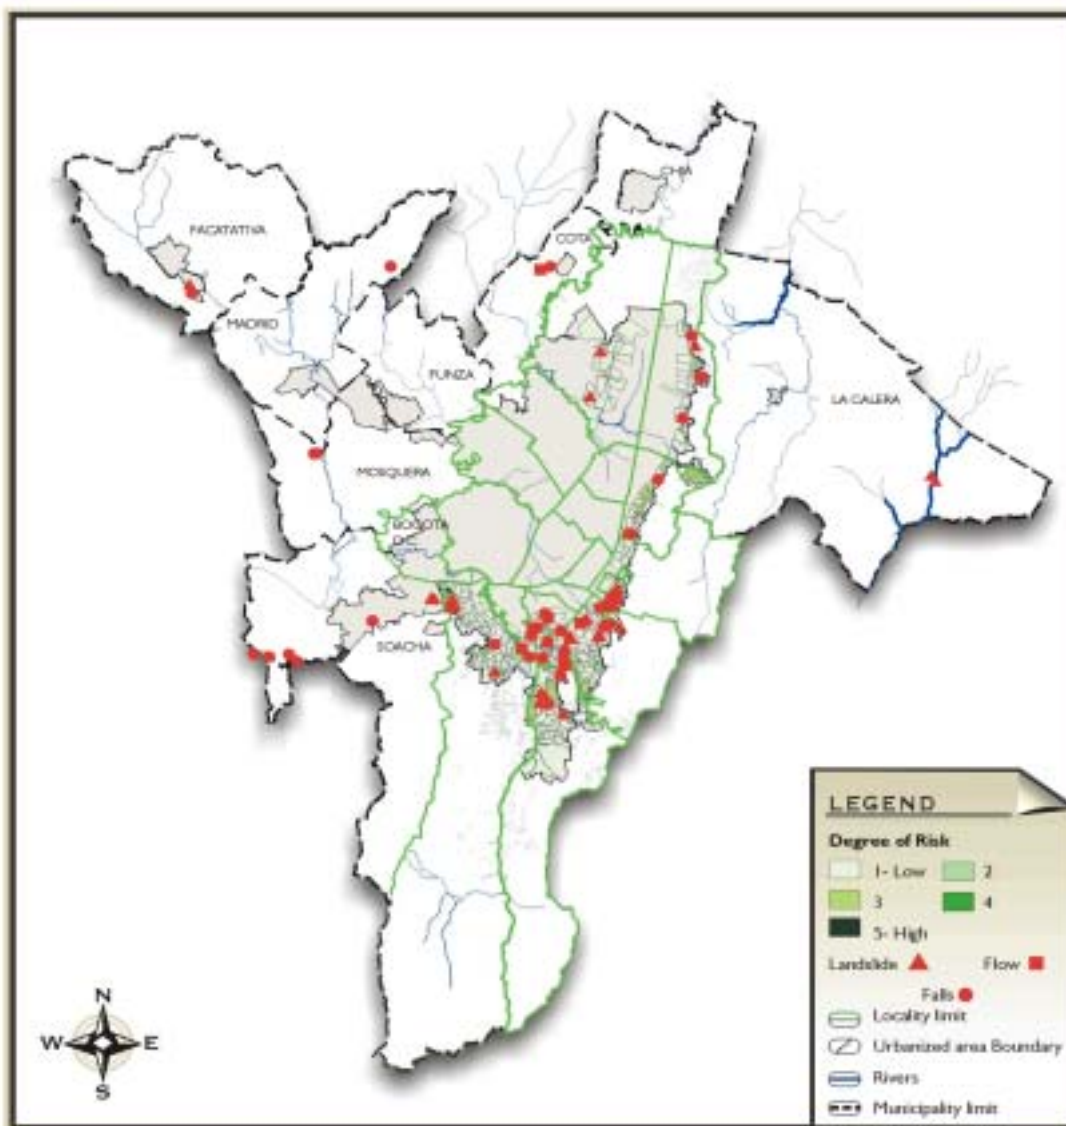 CHIA
FACATATIVA
COTA
MADRID
FUNZA
LA CALERA
MOSQUERA
BOGOTA
D.C.
SOACHA
LEGEND
Degree of Risk
1- Low 2
3 4
5- High
Landslide Flow
Falls
Locality limit
Urbanized area Boundary
Rivers
Municipality limit
N
W E
S